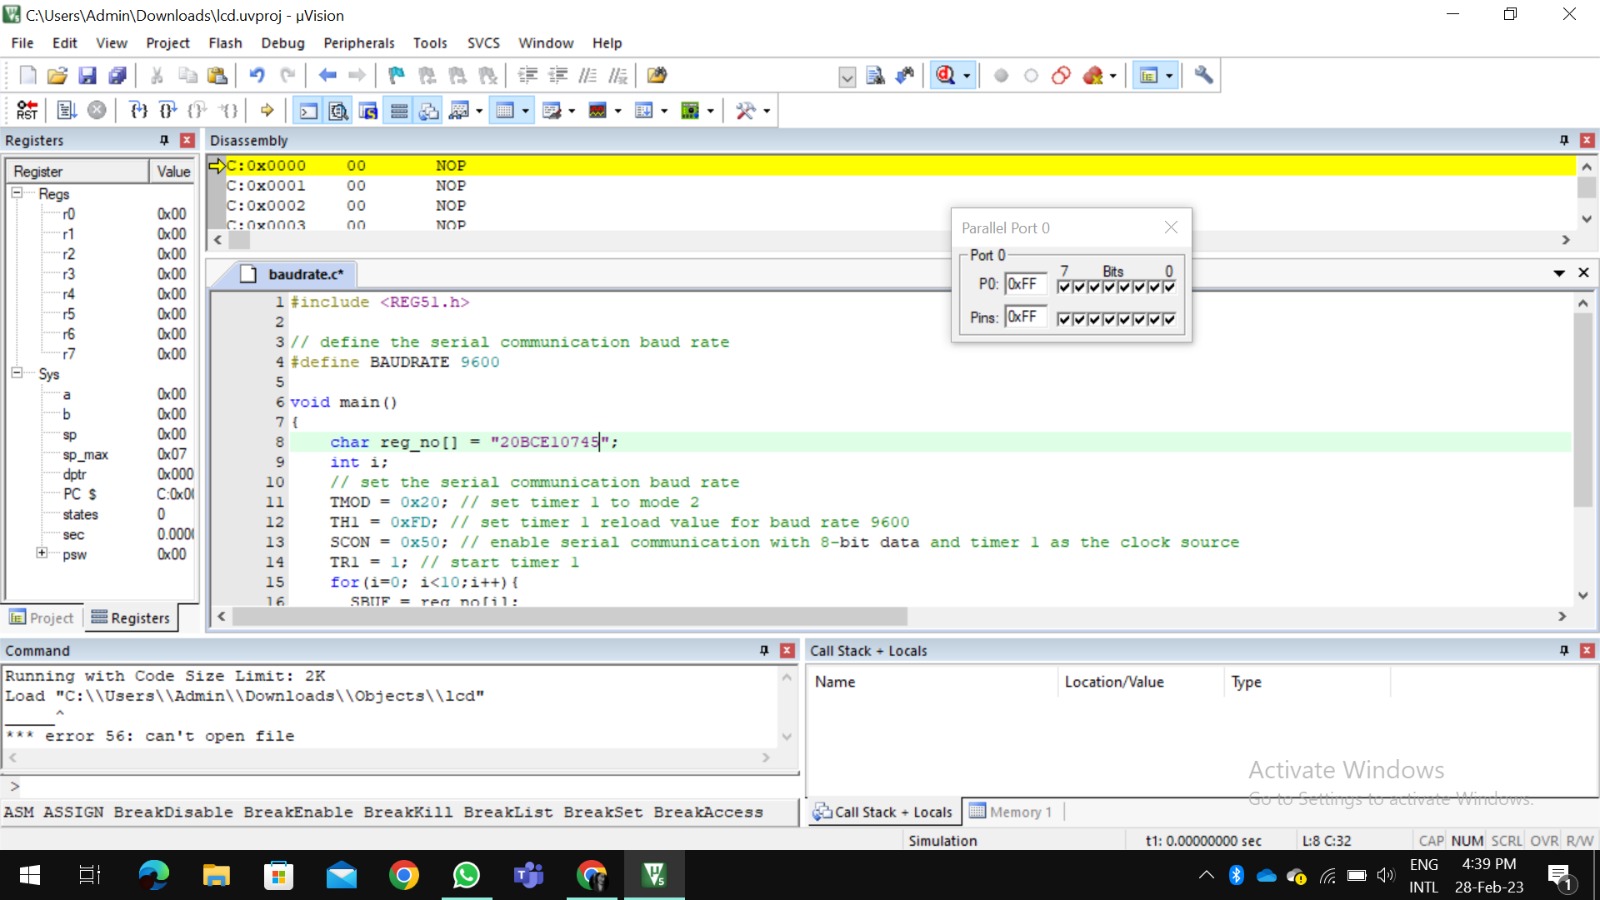 C:\Users\Admin\Downloads\lcd.uvproj - µVision
File Edit View Project Flash Debug Peripherals Tools SVCS Window Help
RST
Registers
Register Value
Regs
r0 0x00
r1 0x00
r2 0x00
r3 0x00
r4 0x00
r5 0x00
r6 0x00
r7 0x00
Sys
a 0x00
b 0x00
sp 0x00
sp_max 0x07
dptr 0x000
PC $ C:0x00
states 0
sec 0.0000
psw 0x00
Project Registers
Disassembly
C:0x0000 00 NOP
C:0x0001 00 NOP
C:0x0002 00 NOP
C:0x0003 00 NOP
Parallel Port 0
Port 0
7 Bits 0
P0: 0xFF
Pins: 0xFF
baudrate.c*
1 #include <REG51.h>
2
3 // define the serial communication baud rate
4 #define BAUDRATE 9600
5
6 void main()
7 {
8 char reg_no[] = "20BCE10745";
9 int i;
10 // set the serial communication baud rate
11 TMOD = 0x20; // set timer 1 to mode 2
12 TH1 = 0xFD; // set timer 1 reload value for baud rate 9600
13 SCON = 0x50; // enable serial communication with 8-bit data and timer 1 as the clock source
14 TR1 = 1; // start timer 1
15 for(i=0; i<10;i++){
16 SBUF = reg_no[i];
Command
Running with Code Size Limit: 2K
Load "C:\\Users\\Admin\\Downloads\\Objects\\lcd"
______^
*** error 56: can't open file
>
ASM ASSIGN BreakDisable BreakEnable BreakKill BreakList BreakSet BreakAccess
Call Stack + Locals
Name Location/Value Type
Activate Windows
Go to Settings to activate Windows.
Call Stack + Locals Memory 1
Simulation t1: 0.00000000 sec L:8 C:32 CAP NUM SCRL OVR R/W
ENG
INTL
4:39 PM
28-Feb-23
1